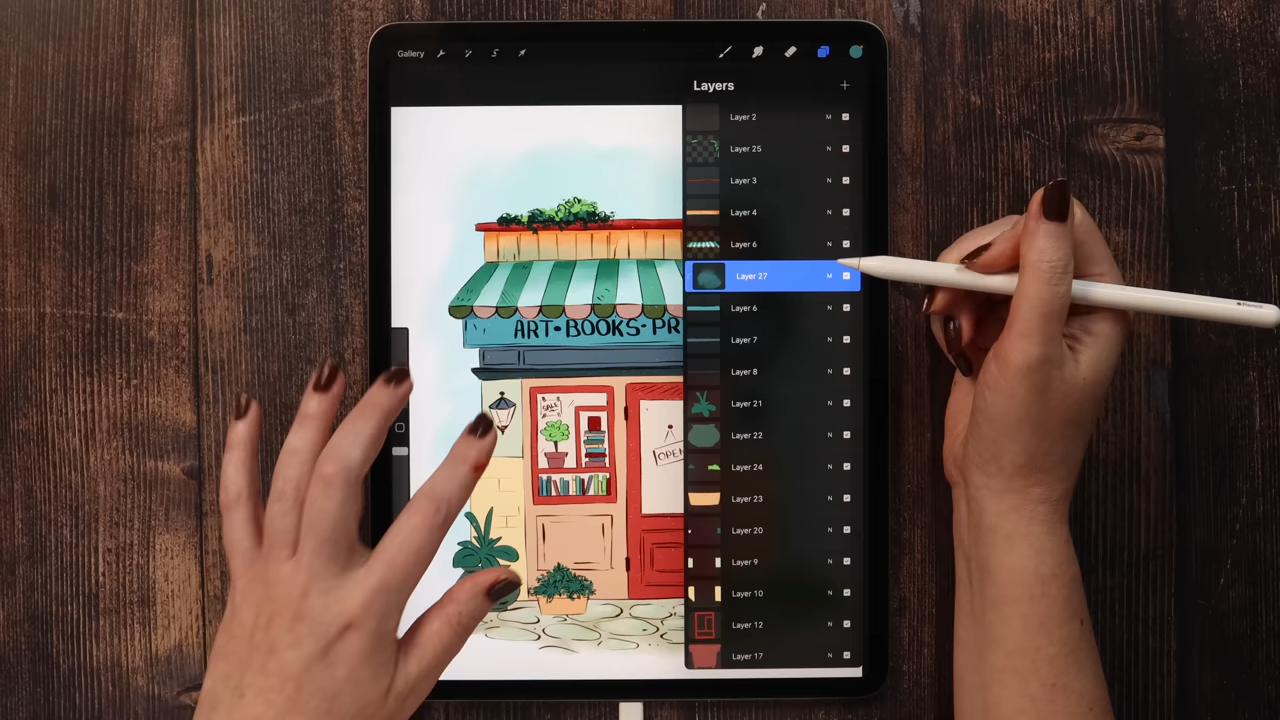 Gallery
Layers
Layer 2 M
Layer 25 N
Layer 3 N
Layer 4 N
Layer 6 N
Layer 27 M
Layer 6 N
Layer 7 N
Layer 8 N
Layer 21 N
Layer 22 N
Layer 24 N
Layer 23 N
Layer 20 N
Layer 9 N
Layer 10 N
Layer 12 N
Layer 17 N
ART•BOOKS•PR
SALE
OPEN